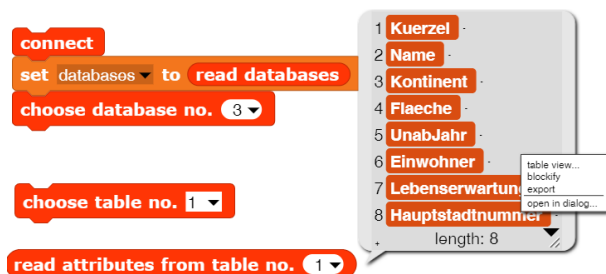 connect
set databases to read databases
choose database no. 3
choose table no. 1
read attributes from table no. 1
1 Kuerzel
2 Name
3 Kontinent
4 Flaeche
5 UnabJahr
6 Einwohner
7 Lebenserwartung
8 Hauptstadtnummer
+ length: 8
table view...
blockify
export
open in dialog...